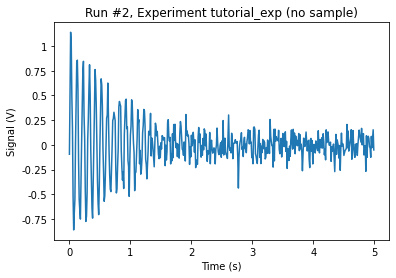 Run #2, Experiment tutorial_exp (no sample)
1
0.75
0.5
0.25
0
-0.25
-0.5
-0.75
Signal (V)
0 1 2 3 4 5
Time (s)